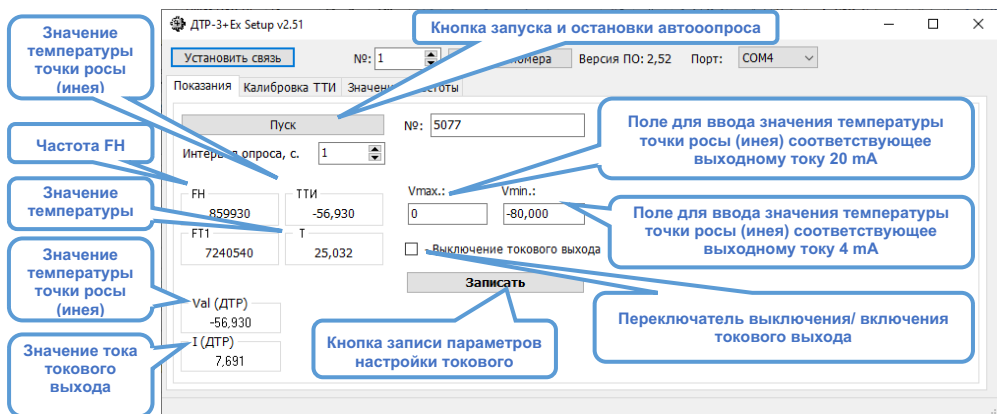 ДТР-3+Ex Setup v2.51
Значение
температуры
точки росы
(инея)
Кнопка запуска и остановки автооопроса
Установить связь
№: 1
Версия ПО: 2,52
Порт:
COM4
Показания
Калибровка ТТИ
Пуск
№: 5077
Поле для ввода значения температуры
точки росы (инея) соответствующее
выходному току 20 mA
Частота FH
опроса, с. 1
Значение
температуры
FH
859930
ТТИ
-56,930
Vmax.:
0
Vmin.:
-80,000
Поле для ввода значения температуры
точки росы (инея) соответствующее
выходному току 4 mA
FT1
7240540
T
25,032
- Выключение токового выхода
Записать
Значение
температуры
точки росы
(инея)
Val (ДТР)
-56,930
Кнопка записи параметров
настройки токового
Переключатель выключения/ включения
токового выхода
Значение тока
токового
выхода
I (ДТР)
7,691